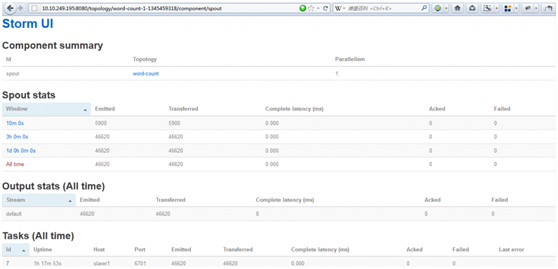 10.10.249.195:8080/topology/word-count-1-1345459318/component/spout
Storm UI
Component summary
Id Topology Parallelism
spout word-count 1
Spout stats
Window Emitted Transferred Complete latency (ms) Acked Failed
10m 0s 5900 5900 0.000 0 0
3h 0m 0s 46620 46620 0.000 0 0
1d 0h 0m 0s 46620 46620 0.000 0 0
All time 46620 46620 0.000 0 0
Output stats (All time)
Stream Emitted Transferred Complete latency (ms) Acked Failed
default 46620 46620 0 0 0
Tasks (All time)
Id Uptime Host Port Emitted Transferred Complete latency (ms) Acked Failed Last error
7 1h 17m 53s slaver1 6701 46620 46620 0.000 0 0